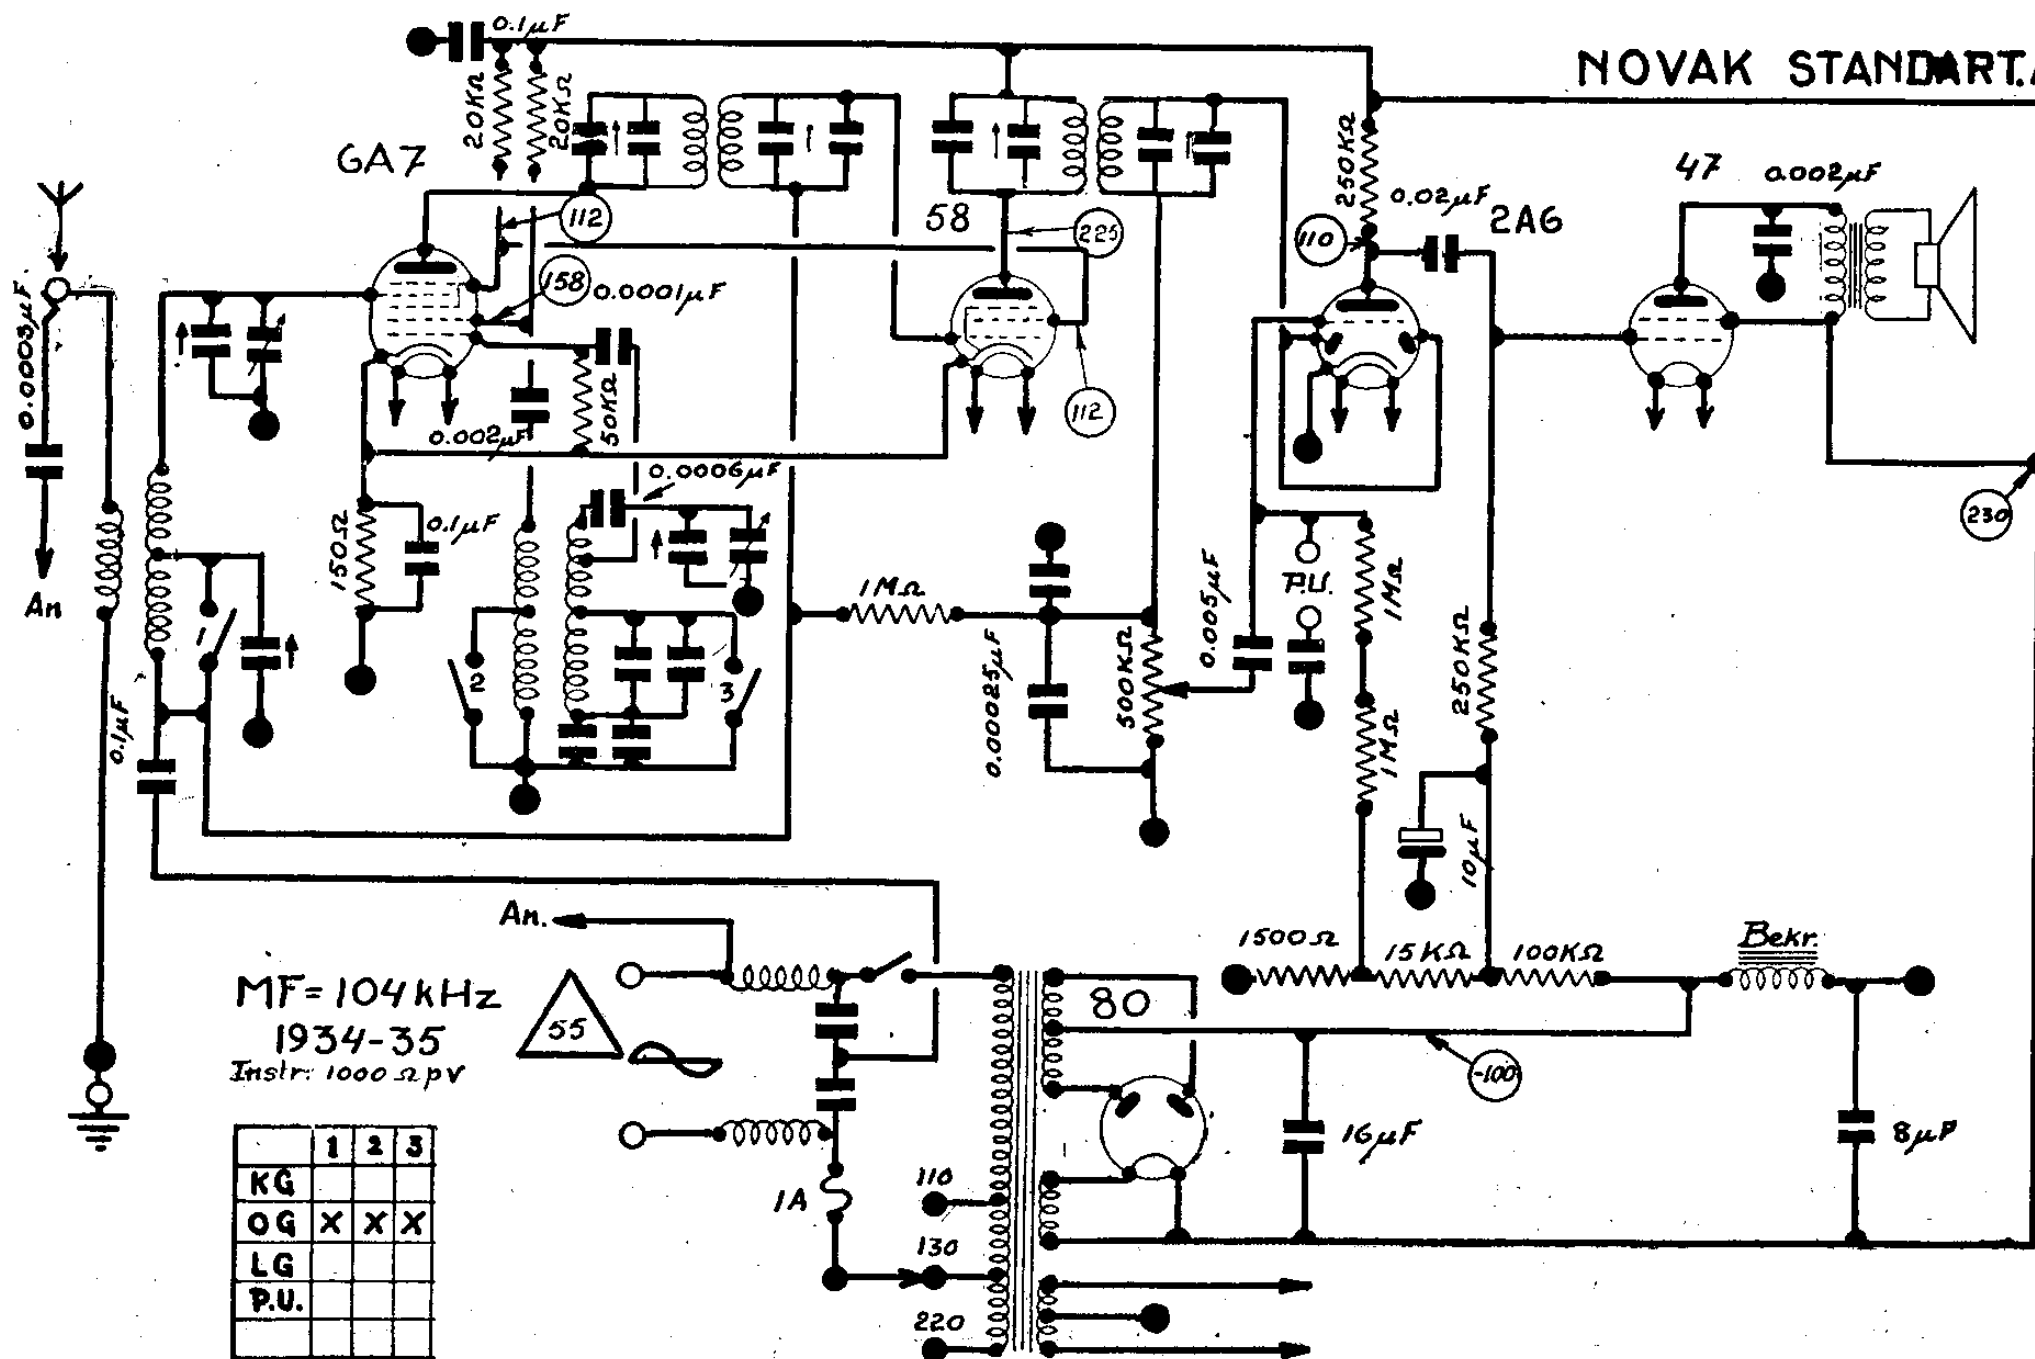 NOVAK STANDART.
0.1µF
20KΩ
20KΩ
6A7
112
158
0.0001µF
58
225
112
250KΩ
0.02µF
2A6
110
47
0.002µF
230
0.0003µF
An
0.002µF
50KΩ
0.0006µF
150Ω
0.1µF
1
2
3
0.1µF
1MΩ
0.00025µF
500KΩ
0.005µF
P.U.
1MΩ
1MΩ
250KΩ
10µF
An.
1500Ω
15KΩ
100KΩ
Bekr.
MF=104kHz
1934-35
Instr: 1000Ω pV
55
80
-100
16µF
8µF
1A
110
130
220
1 2 3
KG
OG X X X
LG
P.U.